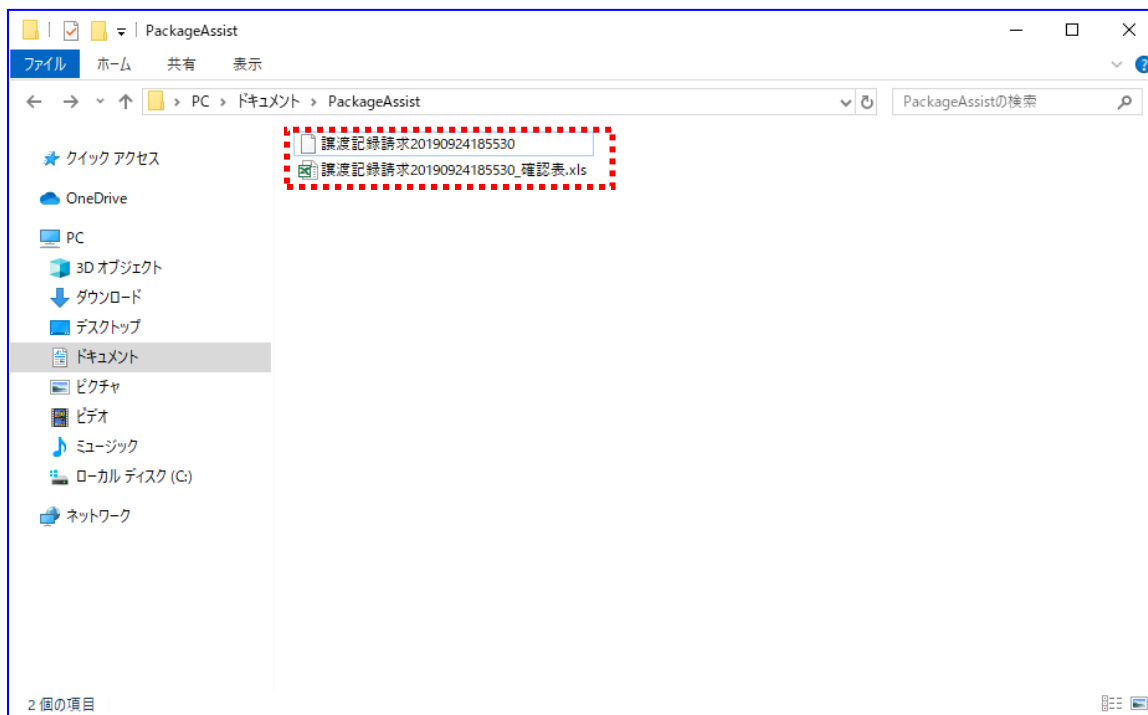 PackageAssist
ファイル ホーム 共有 表示
PC › ドキュメント › PackageAssist
PackageAssistの検索
クイック アクセス
OneDrive
PC
3D オブジェクト
ダウンロード
デスクトップ
ドキュメント
ピクチャ
ビデオ
ミュージック
ローカル ディスク (C:)
ネットワーク
譲渡記録請求20190924185530
譲渡記録請求20190924185530_確認表.xls
2 個の項目